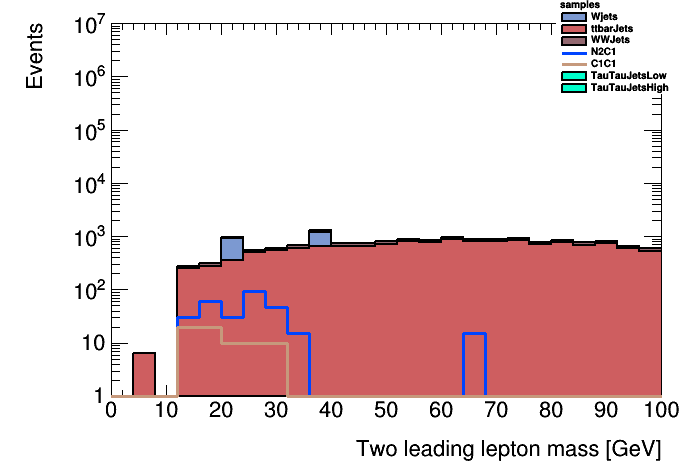 samples
Wjets
ttbarJets
WWJets
N2C1
C1C1
TauTauJetsLow
TauTauJetsHigh
Events
10^7
10^6
10^5
10^4
10^3
10^2
10
1
0 10 20 30 40 50 60 70 80 90 100
Two leading lepton mass [GeV]